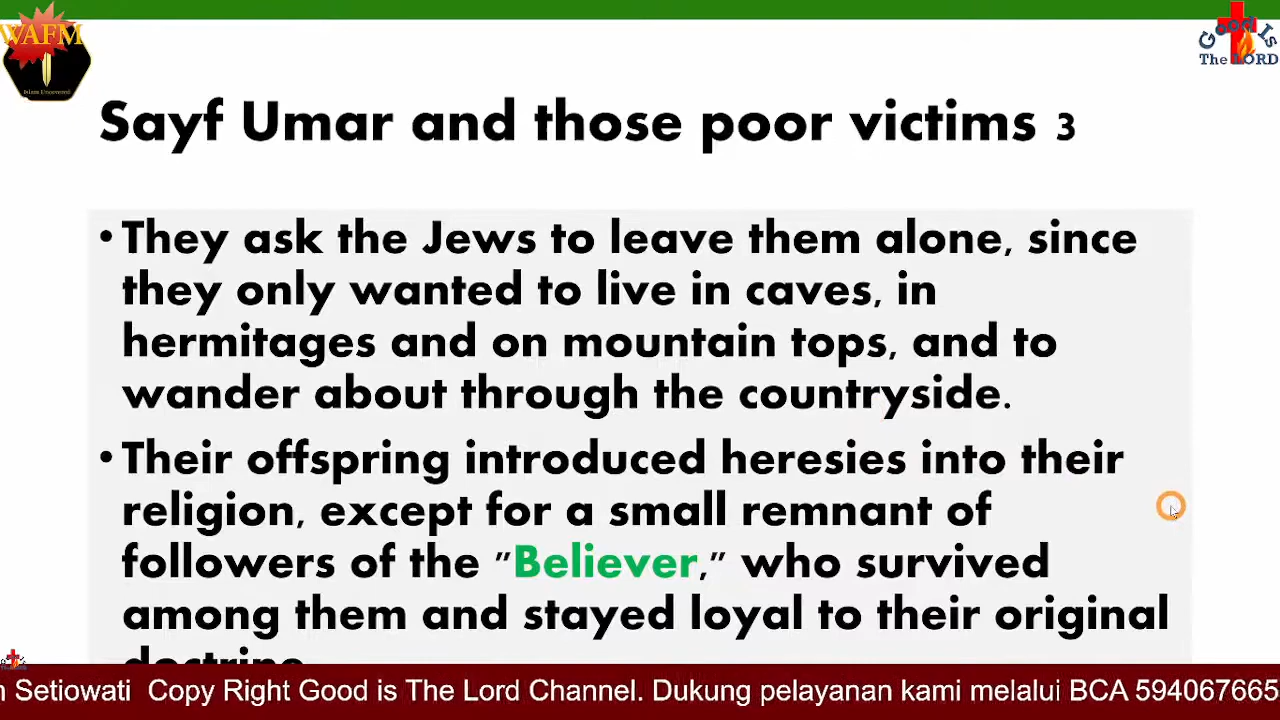 WAFM
Islam Uncovered
Good Is
The LORD
Sayf Umar and those poor victims 3
• They ask the Jews to leave them alone, since
they only wanted to live in caves, in
hermitages and on mountain tops, and to
wander about through the countryside.
• Their offspring introduced heresies into their
religion, except for a small remnant of
followers of the ”Believer,” who survived
among them and stayed loyal to their original
doctrine
Setiowati Copy Right Good is The Lord Channel. Dukung pelayanan kami melalui BCA 594067665